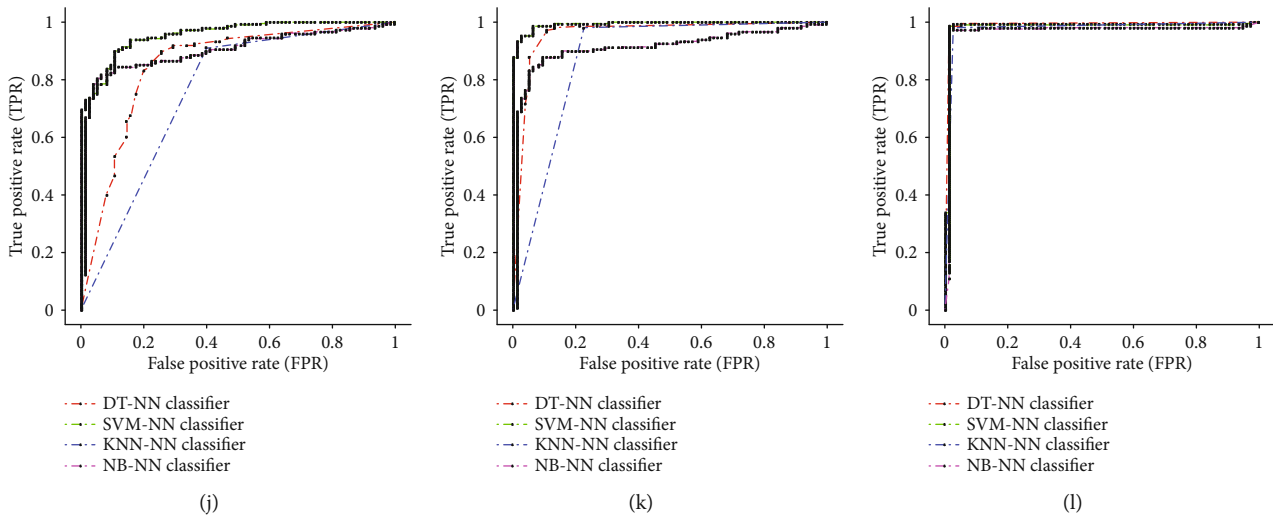 1
0.8
0.6
0.4
0.2
0
True positive rate (TPR)
0 0.2 0.4 0.6 0.8 1
False positive rate (FPR)
DT-NN classifier
SVM-NN classifier
KNN-NN classifier
NB-NN classifier
(j)
1
0.8
0.6
0.4
0.2
0
True positive rate (TPR)
0 0.2 0.4 0.6 0.8 1
False positive rate (FPR)
DT-NN classifier
SVM-NN classifier
KNN-NN classifier
NB-NN classifier
(k)
1
0.8
0.6
0.4
0.2
0
True positive rate (TPR)
0 0.2 0.4 0.6 0.8 1
False positive rate (FPR)
DT-NN classifier
SVM-NN classifier
KNN-NN classifier
NB-NN classifier
(l)